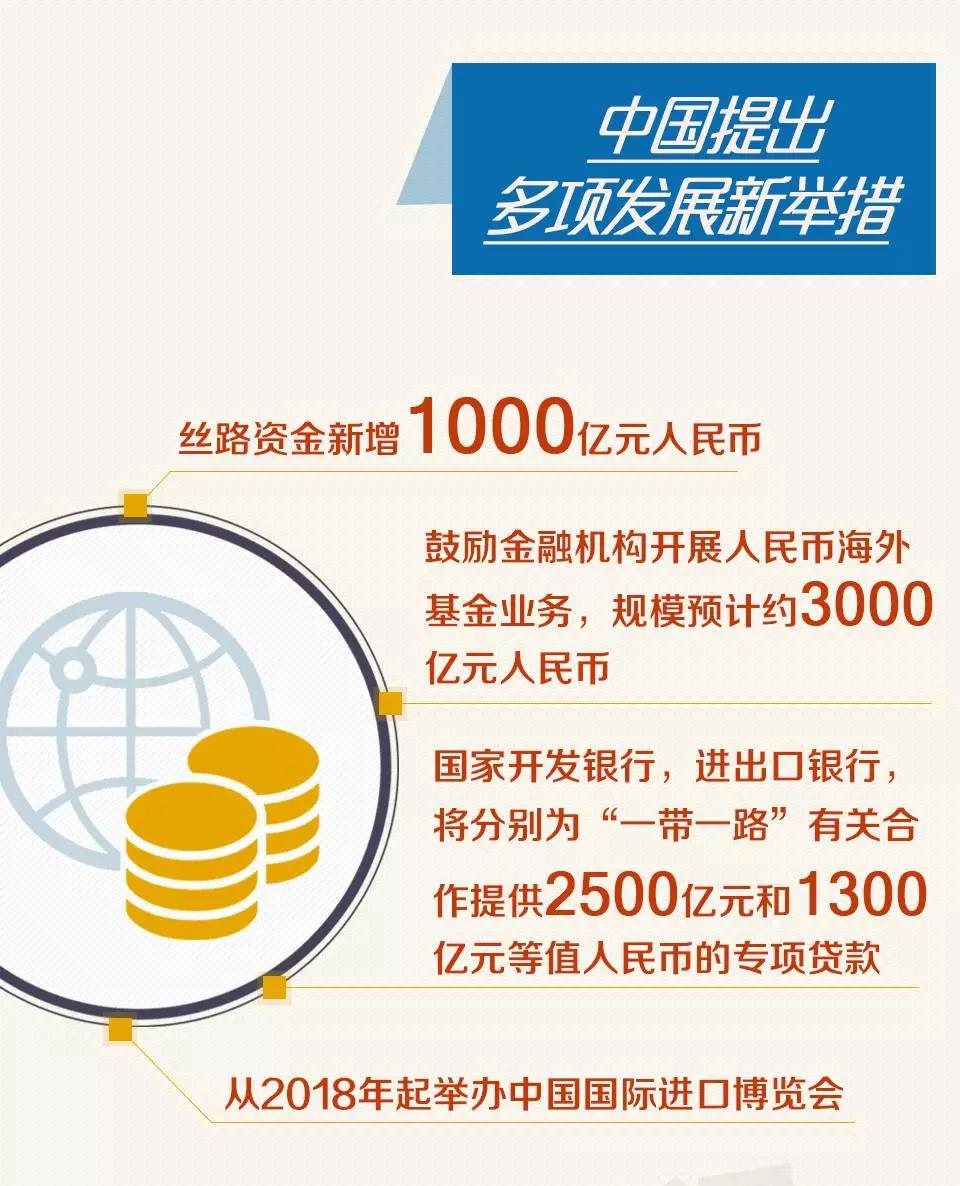 中国提出
多项发展新举措
丝路资金新增1000亿元人民币
鼓励金融机构开展人民币海外
基金业务，规模预计约3000
亿元人民币
国家开发银行，进出口银行，
将分别为“一带一路”有关合
作提供2500亿元和1300
亿元等值人民币的专项贷款
从2018年起举办中国国际进口博览会